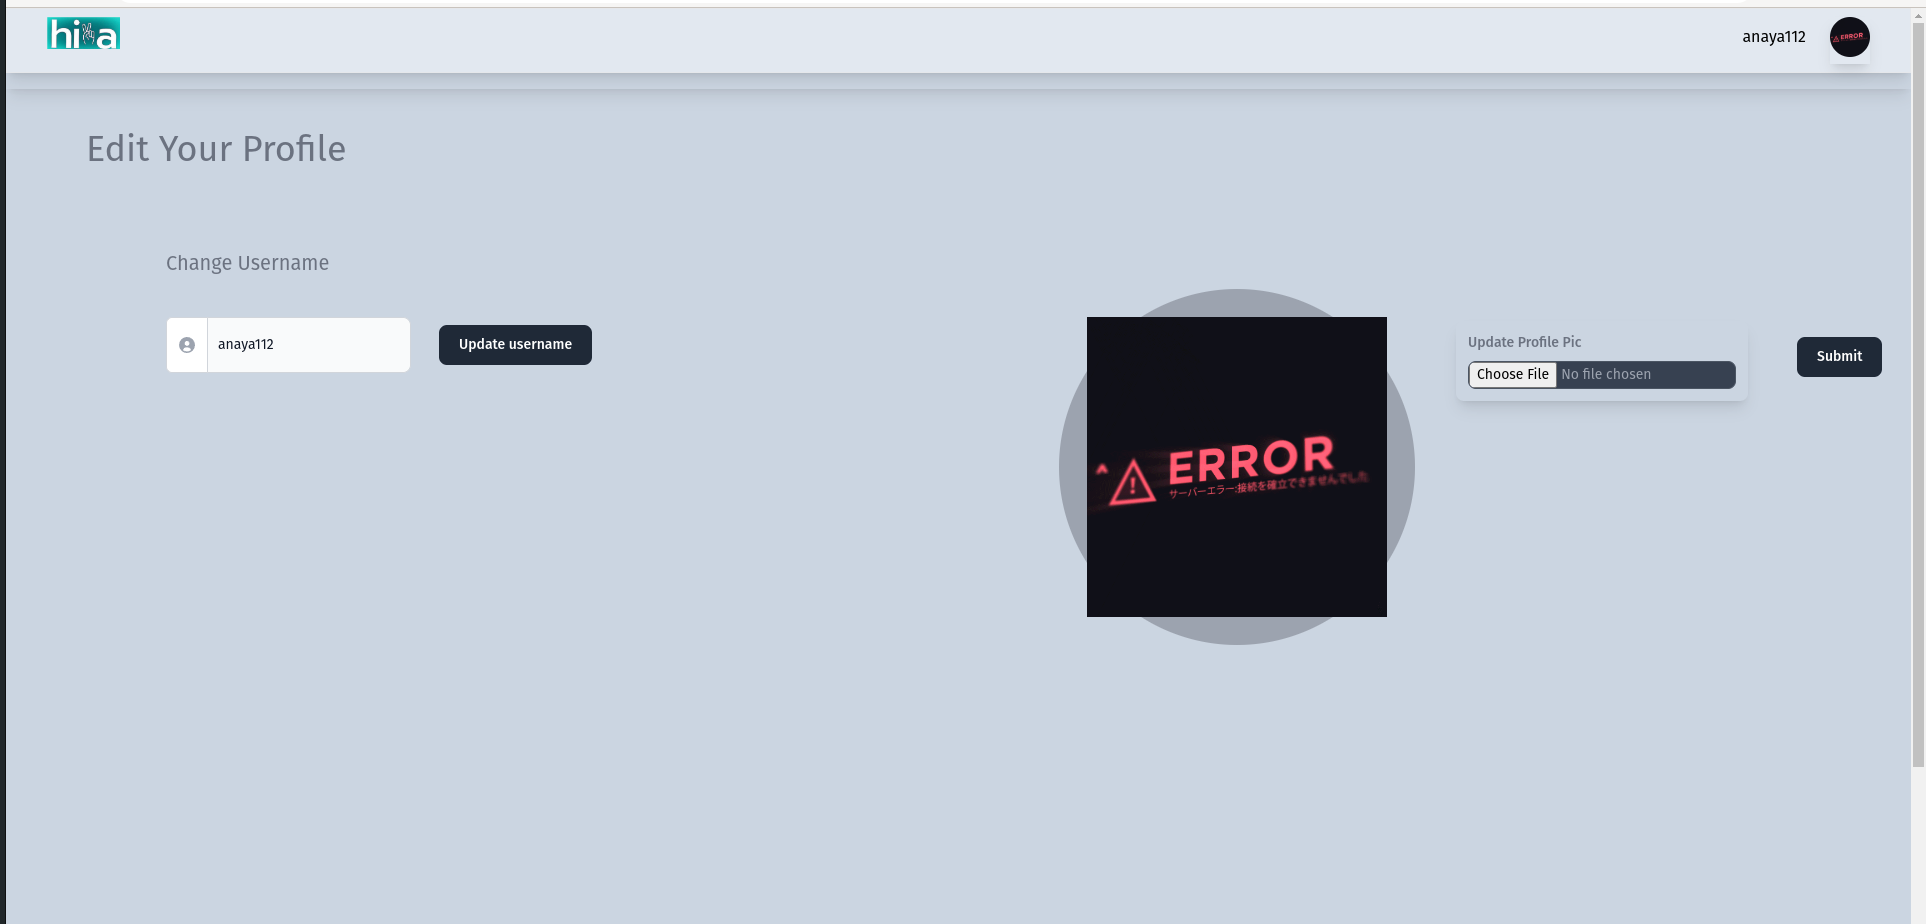 hi a
anaya112
ERROR
Edit Your Profile
Change Username
anaya112
Update username
ERROR
サーバーエラー:接続を確立できませんでした
Update Profile Pic
Choose File No file chosen
Submit